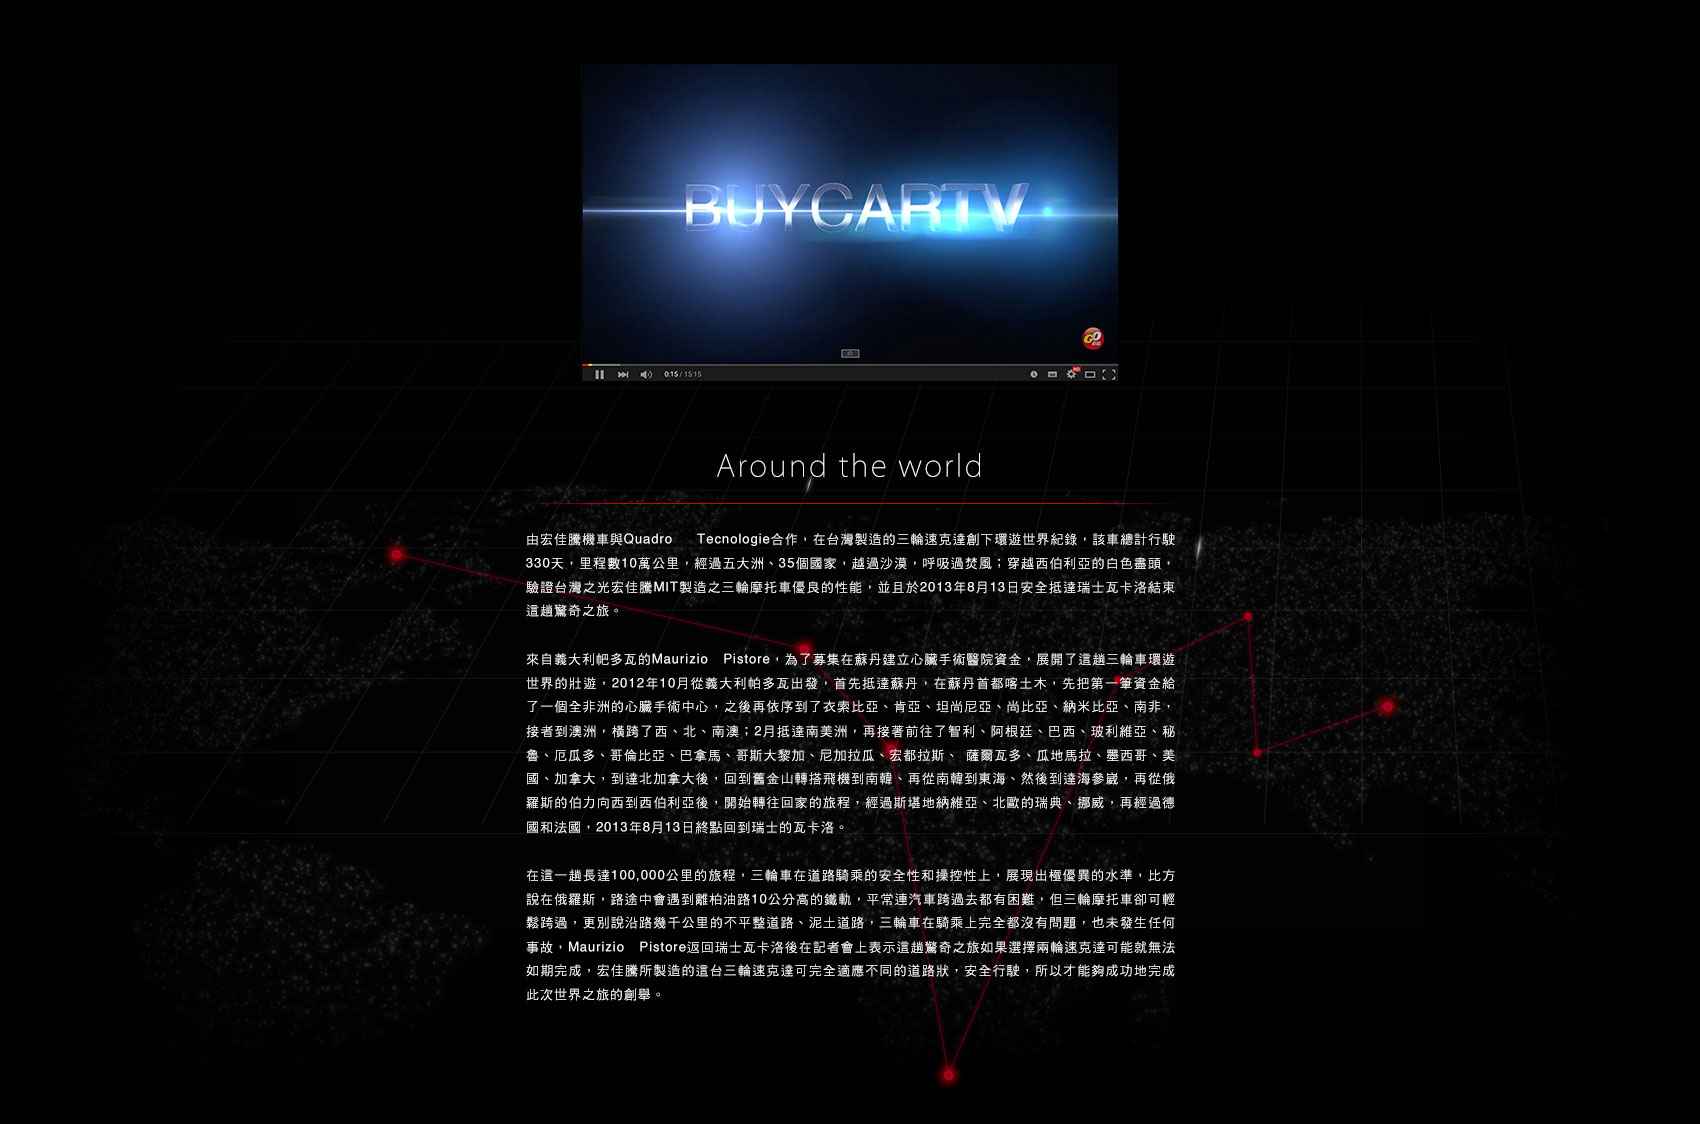 BUYCARTV
GO
0:15 / 15:15
HD
Around the world
由宏佳騰機車與Quadro Tecnologie合作，在台灣製造的三輪速克達創下環遊世界紀錄，該車總計行駛
330天，里程數10萬公里，經過五大洲、35個國家，越過沙漠，呼吸過焚風；穿越西伯利亞的白色盡頭，
驗證台灣之光宏佳騰MIT製造之三輪摩托車優良的性能，並且於2013年8月13日安全抵達瑞士瓦卡洛結束
這趟驚奇之旅。
來自義大利帊多瓦的Maurizio Pistore，為了募集在蘇丹建立心臟手術醫院資金，展開了這趟三輪車環遊
世界的壯遊，2012年10月從義大利帕多瓦出發，首先抵達蘇丹，在蘇丹首都喀土木，先把第一筆資金給
了一個全非洲的心臟手術中心，之後再依序到了衣索比亞、肯亞、坦尚尼亞、尚比亞、納米比亞、南非，
接者到澳洲，橫跨了西、北、南澳；2月抵達南美洲，再接著前往了智利、阿根廷、巴西、玻利維亞、秘
魯、厄瓜多、哥倫比亞、巴拿馬、哥斯大黎加、尼加拉瓜、宏都拉斯、 薩爾瓦多、瓜地馬拉、墨西哥、美
國、加拿大，到達北加拿大後，回到舊金山轉搭飛機到南韓、再從南韓到東海、然後到達海參崴，再從俄
羅斯的伯力向西到西伯利亞後，開始轉往回家的旅程，經過斯堪地納維亞、北歐的瑞典、挪威，再經過德
國和法國，2013年8月13日終點回到瑞士的瓦卡洛。
在這一趟長達100,000公里的旅程，三輪車在道路騎乘的安全性和操控性上，展現出極優異的水準，比方
說在俄羅斯，路途中會遇到離柏油路10公分高的鐵軌，平常連汽車跨過去都有困難，但三輪摩托車卻可輕
鬆跨過，更別說沿路幾千公里的不平整道路、泥土道路，三輪車在騎乘上完全都沒有問題，也未發生任何
事故，Maurizio Pistore返回瑞士瓦卡洛後在記者會上表示這趟驚奇之旅如果選擇兩輪速克達可能就無法
如期完成，宏佳騰所製造的這台三輪速克達可完全適應不同的道路狀，安全行駛，所以才能夠成功地完成
此次世界之旅的創舉。